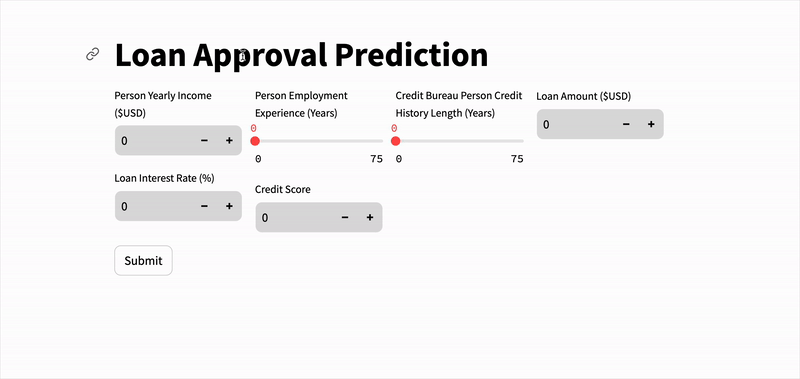 Loan Approval Prediction
Person Yearly Income
($USD)
0
− +
Person Employment
Experience (Years)
0
0 75
Credit Bureau Person Credit
History Length (Years)
0
0 75
Loan Amount ($USD)
0
− +
Loan Interest Rate (%)
0
− +
Credit Score
0
− +
Submit